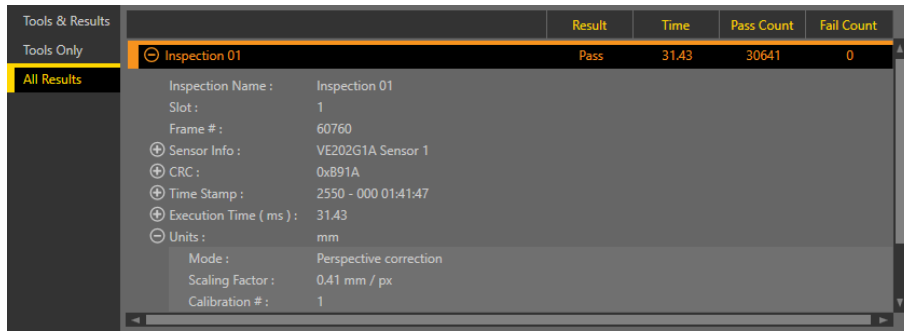 Tools & Results
Tools Only
All Results
Result Time Pass Count Fail Count
Inspection 01 Pass 31.43 30641 0
Inspection Name : Inspection 01
Slot : 1
Frame # : 60760
Sensor Info : VE202G1A Sensor 1
CRC : 0xB91A
Time Stamp : 2550 - 000 01:41:47
Execution Time ( ms ) : 31.43
Units : mm
Mode : Perspective correction
Scaling Factor : 0.41 mm / px
Calibration # : 1